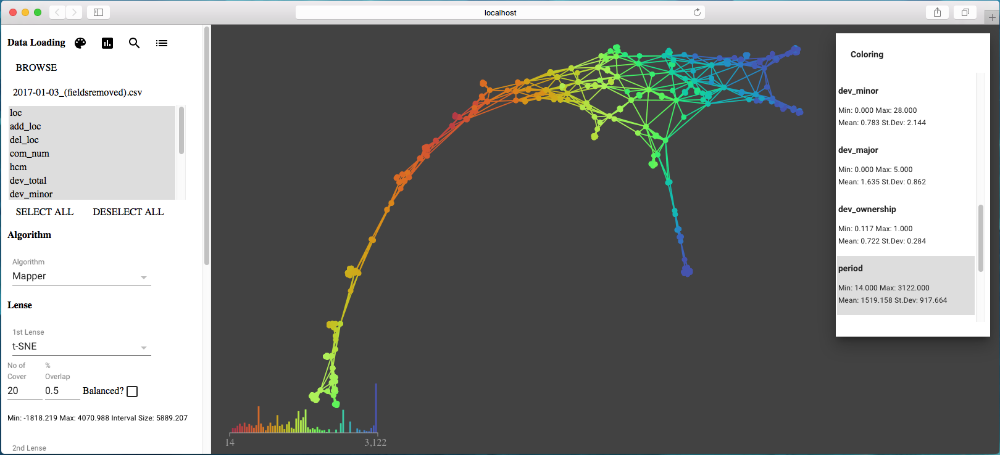 localhost
Data Loading
BROWSE
2017-01-03_(fieldsremoved).csv
loc
add_loc
del_loc
com_num
hcm
dev_total
dev_minor
SELECT ALL DESELECT ALL
Algorithm
Algorithm
Mapper
Lense
1st Lense
t-SNE
No of Cover
% Overlap
20
0.5
Balanced?
Min: -1818.219 Max: 4070.988 Interval Size: 5889.207
2nd Lense
14
3,122
Coloring
dev_minor
Min: 0.000 Max: 28.000
Mean: 0.783 St.Dev: 2.144
dev_major
Min: 0.000 Max: 5.000
Mean: 1.635 St.Dev: 0.862
dev_ownership
Min: 0.117 Max: 1.000
Mean: 0.722 St.Dev: 0.284
period
Min: 14.000 Max: 3122.000
Mean: 1519.158 St.Dev: 917.664